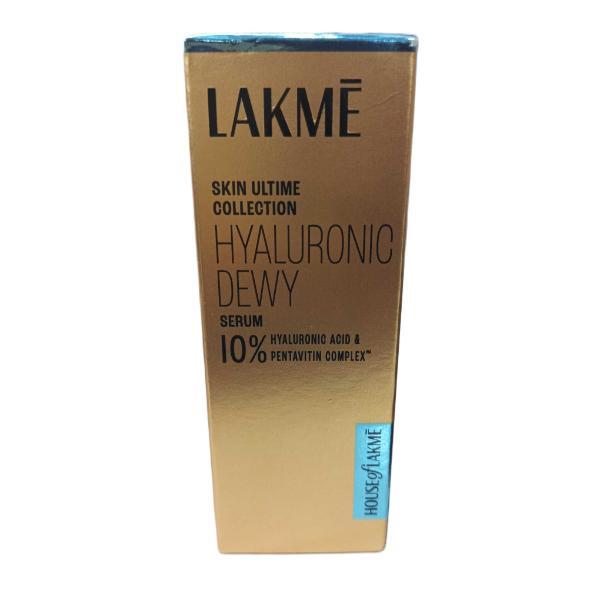 LAKMĒ
SKIN ULTIME
COLLECTION
HYALURONIC
DEWY
SERUM
10% HYALURONIC ACID &
PENTAVITIN COMPLEX™
HOUSE of LAKMĒ